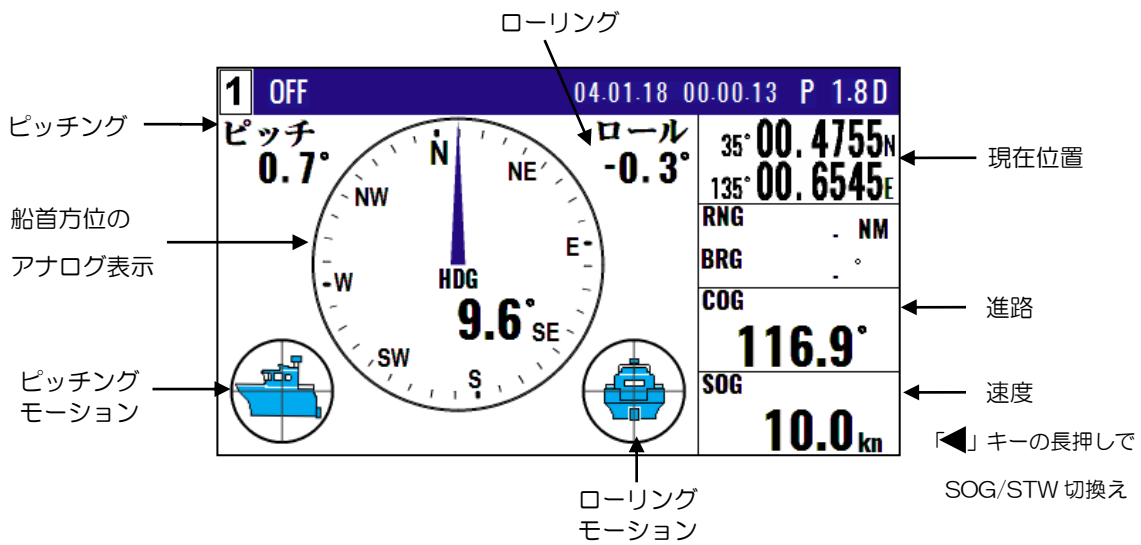 ローリング
1 OFF 04.01.18 00.00.13 P 1.8D
ピッチング
ピッチ
0.7°
ロール
-0.3°
35°00.4755N
135°00.6545E
現在位置
船首方位の
アナログ表示
N
NE
E
SE
S
SW
W
NW
HDG
9.6°
RNG . NM
BRG . °
COG
116.9°
進路
SOG
10.0kn
速度
「◀」キーの長押しで
SOG/STW 切換え
ピッチング
モーション
ローリング
モーション